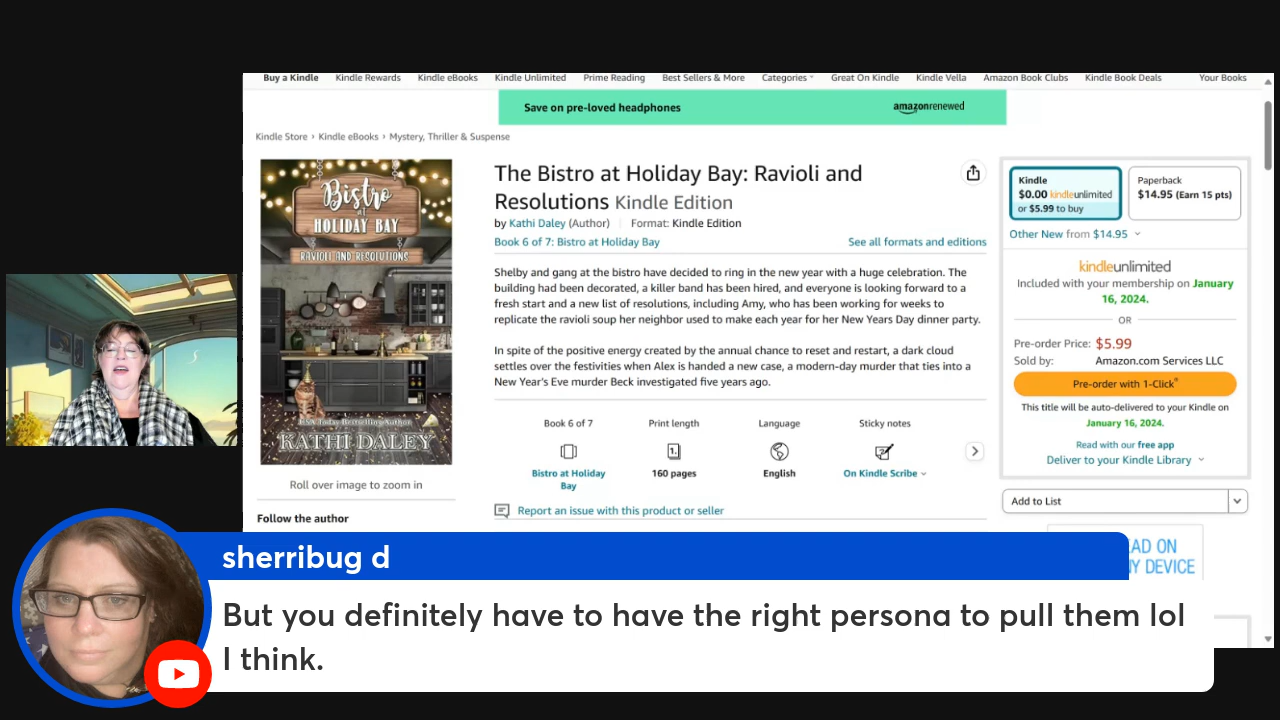 Buy a Kindle Kindle Rewards Kindle eBooks Kindle Unlimited Prime Reading Best Sellers & More Categories Great On Kindle Kindle Vella Amazon Book Clubs Kindle Book Deals Your Books
Save on pre-loved headphones amazonrenewed
Kindle Store › Kindle eBooks › Mystery, Thriller & Suspense
Bistro
at
HOLIDAY BAY
RAVIOLI AND RESOLUTIONS
USA Today Bestselling Author
KATHI DALEY
Roll over image to zoom in
Follow the author
The Bistro at Holiday Bay: Ravioli and
Resolutions Kindle Edition
by Kathi Daley (Author) Format: Kindle Edition
Book 6 of 7: Bistro at Holiday Bay See all formats and editions
Shelby and gang at the bistro have decided to ring in the new year with a huge celebration. The
building had been decorated, a killer band has been hired, and everyone is looking forward to a
fresh start and a new list of resolutions, including Amy, who has been working for weeks to
replicate the ravioli soup her neighbor used to make each year for her New Years Day dinner party.
In spite of the positive energy created by the annual chance to reset and restart, a dark cloud
settles over the festivities when Alex is handed a new case, a modern-day murder that ties into a
New Year's Eve murder Beck investigated five years ago.
Book 6 of 7 Print length Language Sticky notes
Bistro at Holiday 160 pages English On Kindle Scribe
Bay
Report an issue with this product or seller
Kindle
$0.00 kindleunlimited
or $5.99 to buy
Paperback
$14.95 (Earn 15 pts)
Other New from $14.95
kindleunlimited
Included with your membership on January
16, 2024.
OR
Pre-order Price: $5.99
Sold by: Amazon.com Services LLC
Pre-order with 1-Click®
This title will be auto-delivered to your Kindle on
January 16, 2024.
Read with our free app
Deliver to your Kindle Library
Add to List
AD ON
Y DEVICE
sherribug d
But you definitely have to have the right persona to pull them lol
I think.